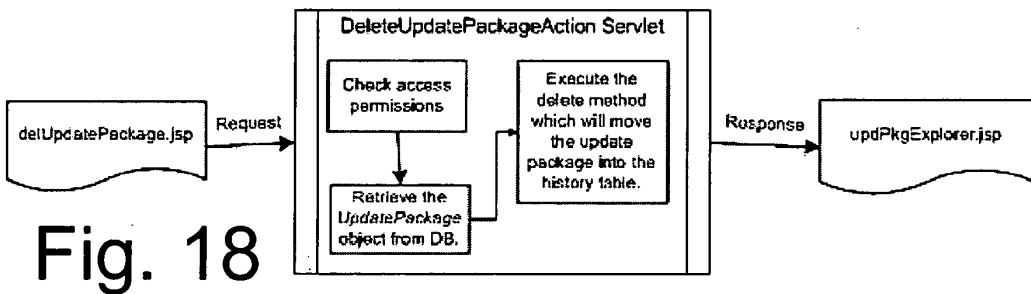 DeleteUpdatePackageAction Servlet
delUpdatePackage.jsp
Request
Check access
permissions
Retrieve the
UpdatePackage
object from DB.
Execute the
delete method
which will move
the update
package into the
history table.
Response
updPkgExplorer.jsp
Fig. 18